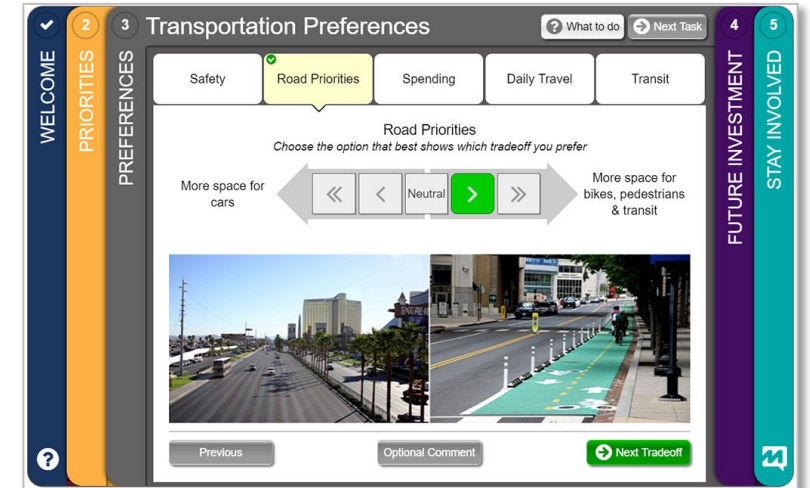 WELCOME
2
PRIORITIES
3
PREFERENCES
Transportation Preferences
What to do
Next Task
Safety
Road Priorities
Spending
Daily Travel
Transit
Road Priorities
Choose the option that best shows which tradeoff you prefer
More space for
cars
Neutral
More space for
bikes, pedestrians
& transit
Previous
Optional Comment
Next Tradeoff
4
FUTURE INVESTMENT
5
STAY INVOLVED